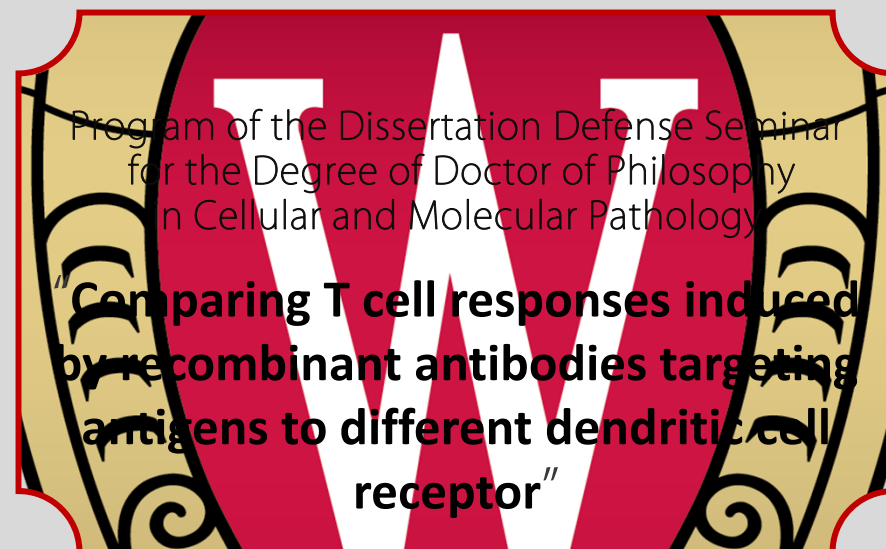 Program of the Dissertation Defense Seminar
for the Degree of Doctor of Philosophy
in Cellular and Molecular Pathology
"Comparing T cell responses induced
by recombinant antibodies targeting
antigens to different dendritic cell
receptor"
W